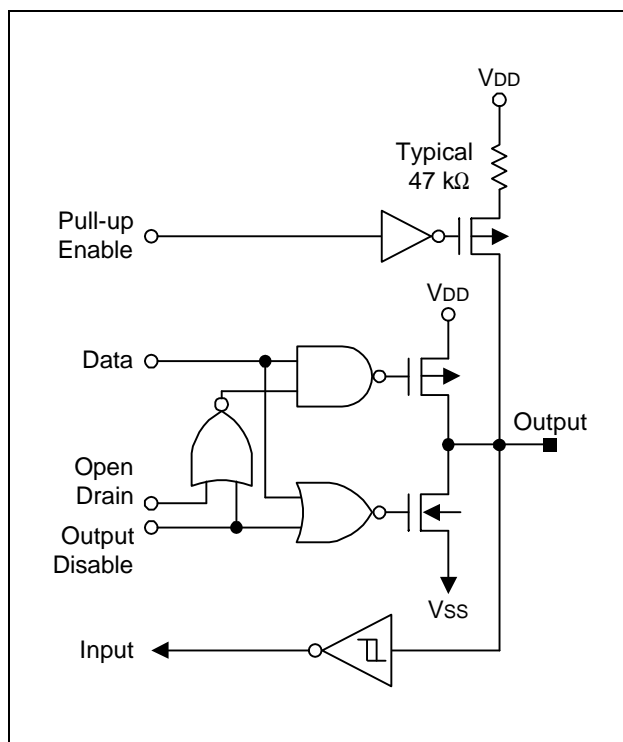 VDD
Typical
47 kΩ
Pull-up
Enable
VDD
Data
Output
Open
Drain
Output
Disable
VSS
Input